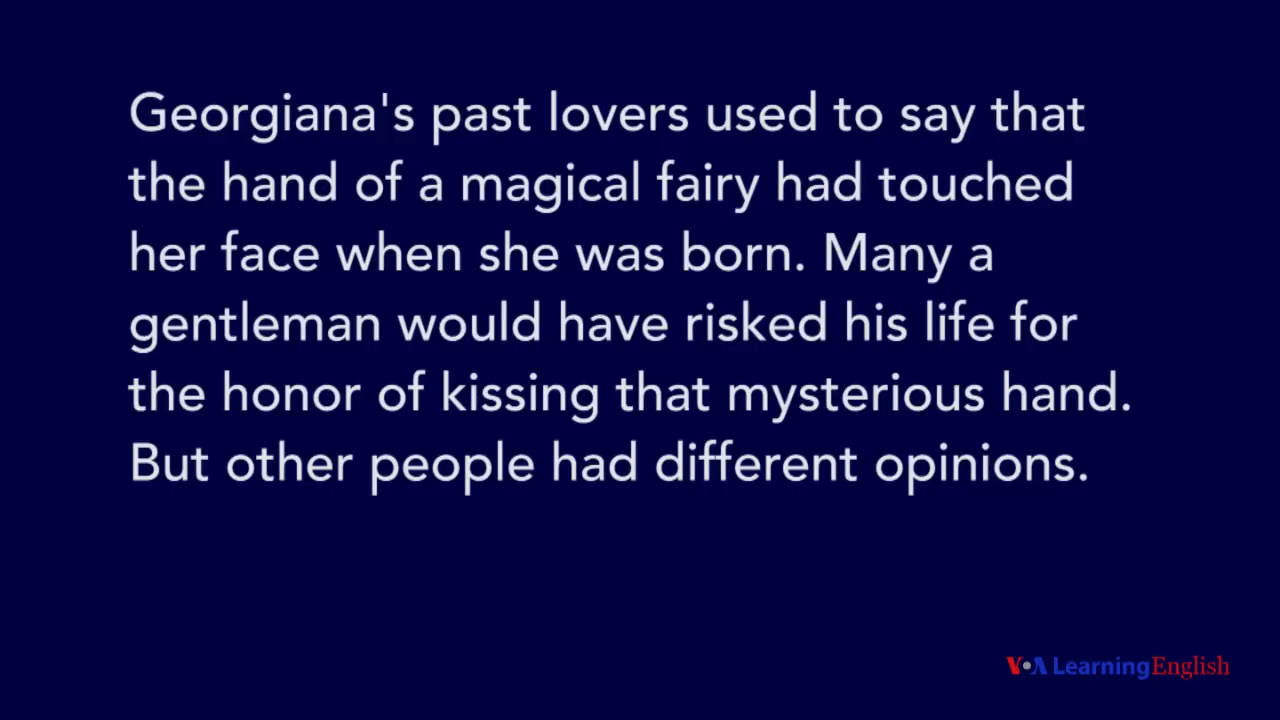 Georgiana's past lovers used to say that
the hand of a magical fairy had touched
her face when she was born. Many a
gentleman would have risked his life for
the honor of kissing that mysterious hand.
But other people had different opinions.
VOA Learning English